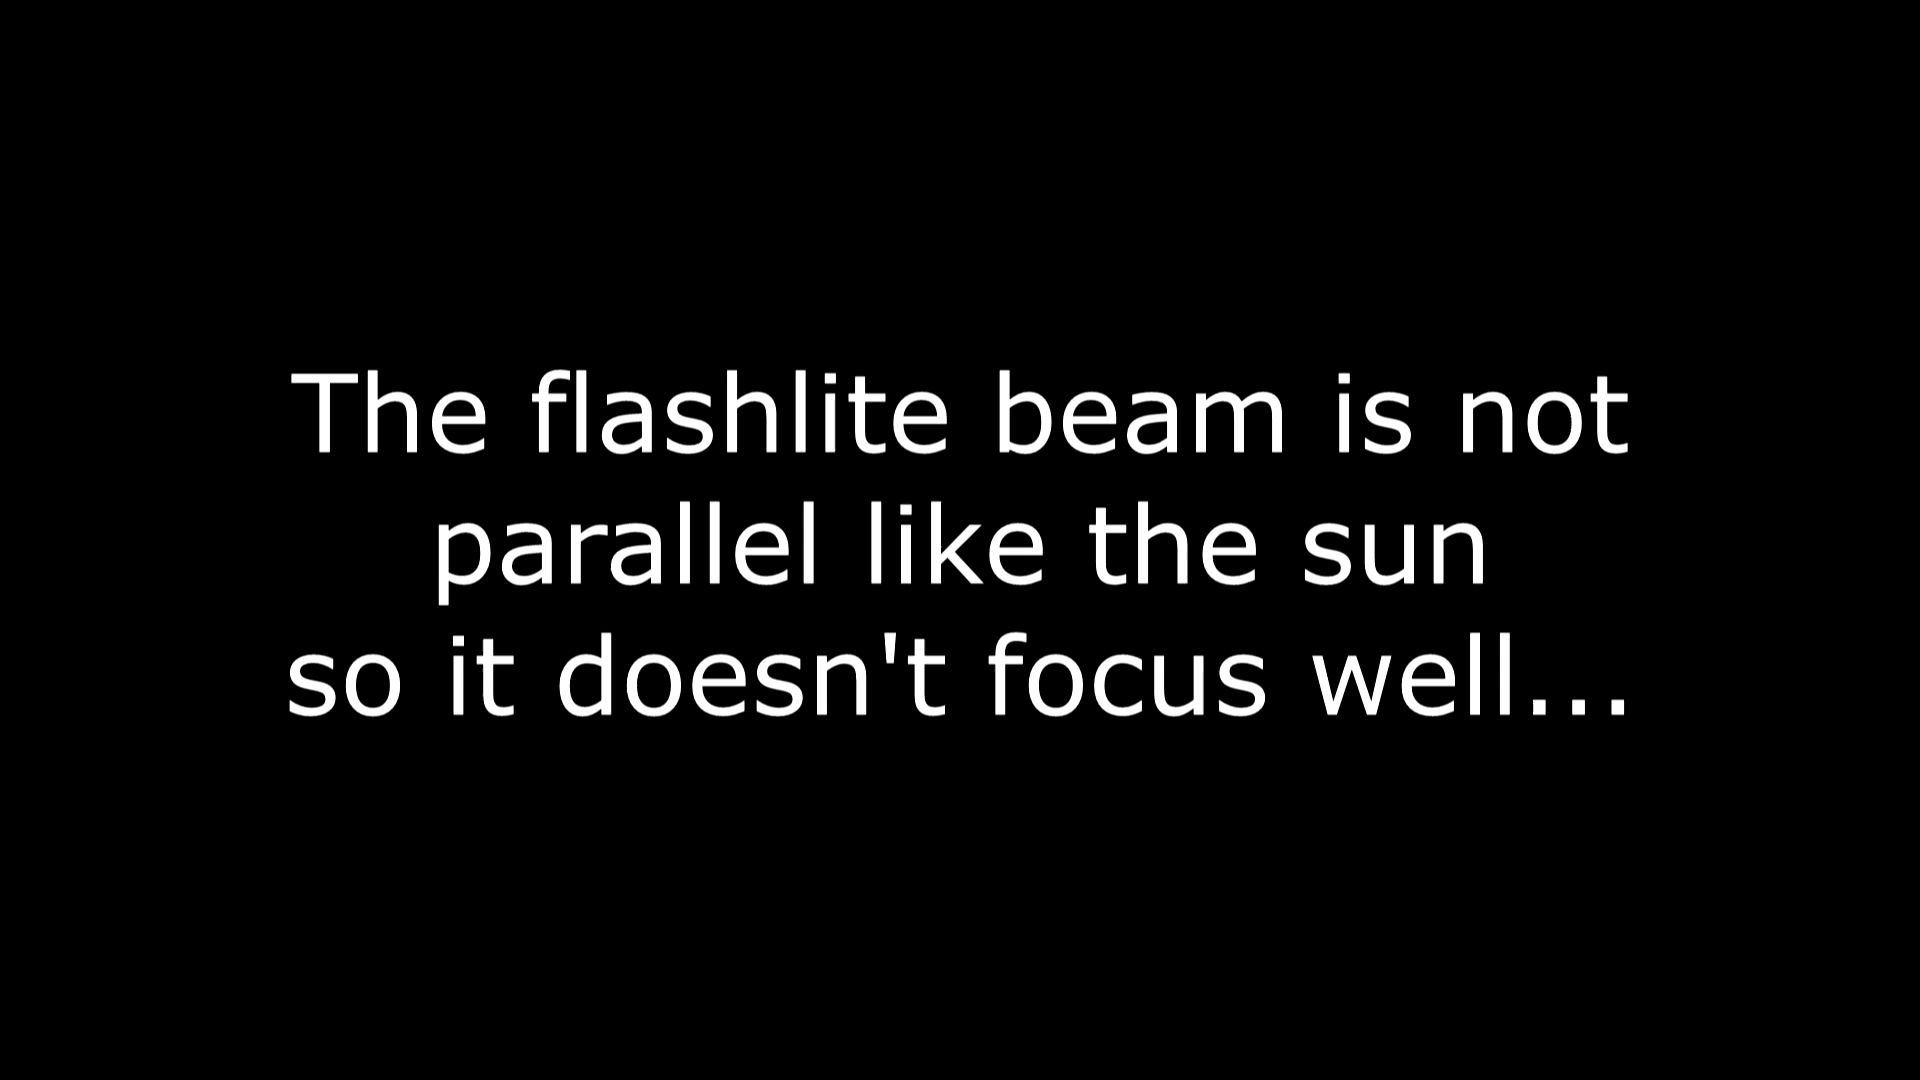 The flashlite beam is not
parallel like the sun
so it doesn't focus well...